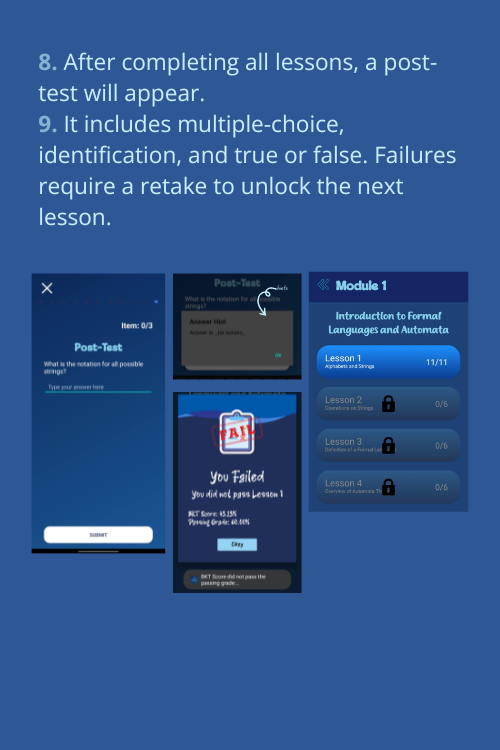 8. After completing all lessons, a post-
test will appear.
9. It includes multiple-choice,
identification, and true or false. Failures
require a retake to unlock the next
lesson.
Item: 0/3
Post-Test
What is the notation for all possible
strings?
Type your answer here
SUBMIT
Post-Test
What is the notation for all possible
strings?
Answer Hint
Answer is
OK
FAIL
You Failed
You did not pass Lesson 1
BKT Score: 45.15%
Passing Grade: 60.00%
Okay
BKT Score did not pass the
passing grade...
Module 1
Introduction to Formal
Languages and Automata
Lesson 1
11/11
Alphabets and Strings
Lesson 2
0/6
Operations on Strings
Lesson 3
0/6
Definition of a Formal
Lesson 4
0/6
Overview of Automata